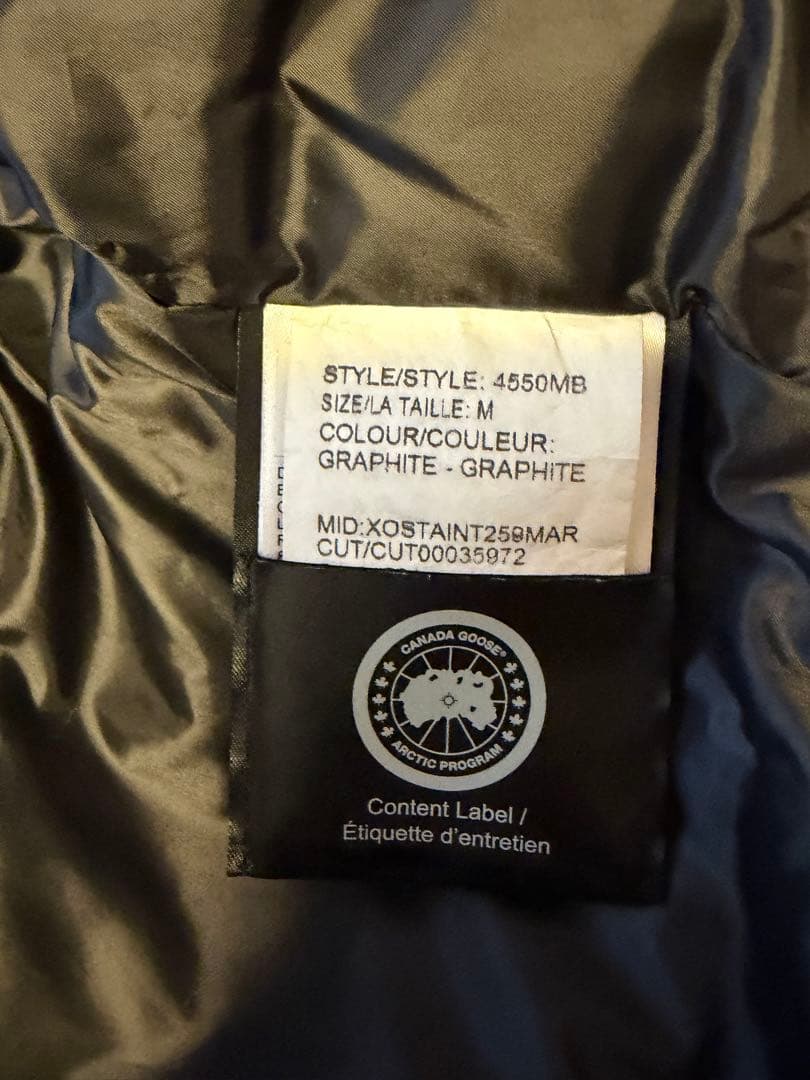 STYLE/STYLE: 4550MB
SIZE/LA TAILLE: M
COLOUR/COULEUR:
GRAPHITE - GRAPHITE
MID:XOSTAINT259MAR
CUT/CUT00035972
CANADA GOOSE®
ARCTIC PROGRAM
Content Label /
Étiquette d'entretien